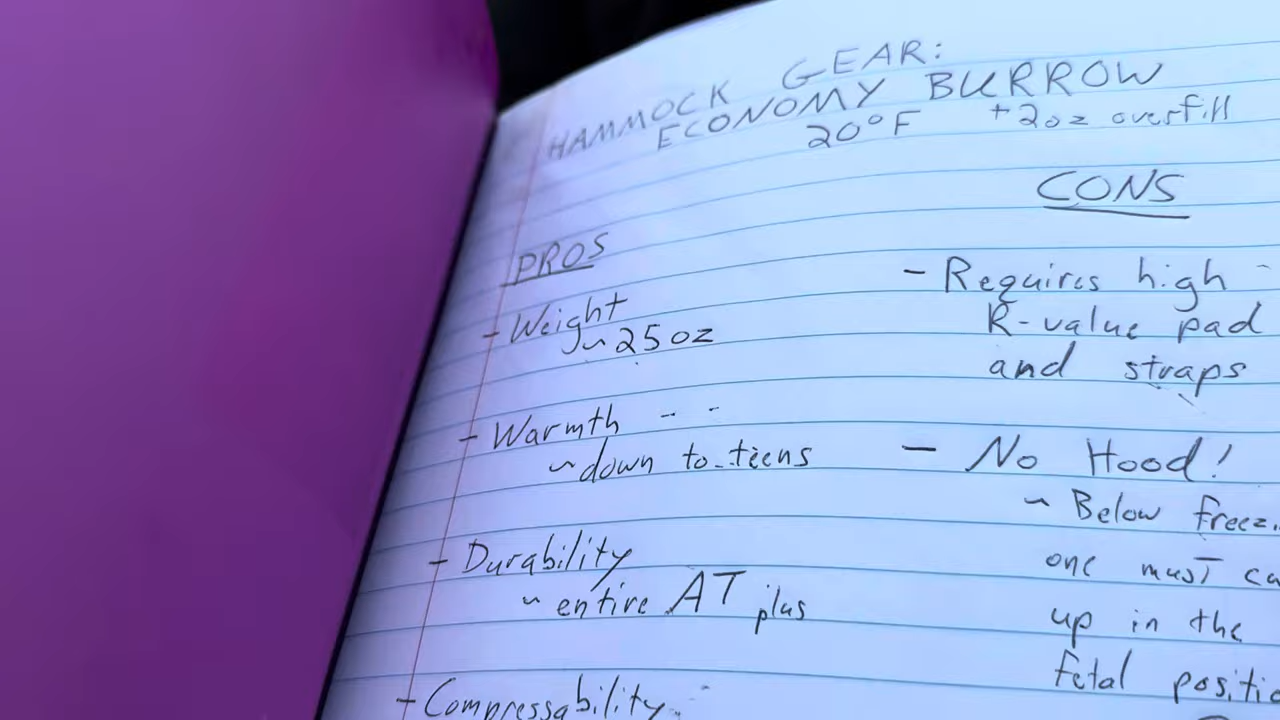 HAMMOCK GEAR:
ECONOMY BURROW
20°F +2oz overfill
PROS
- Weight
~25oz
- Warmth
~down to teens
- Durability
~ entire AT plus
- Compressability
CONS
- Requires high
R-value pad
and straps
- No Hood!
~ Below
one must
up in the
fetal